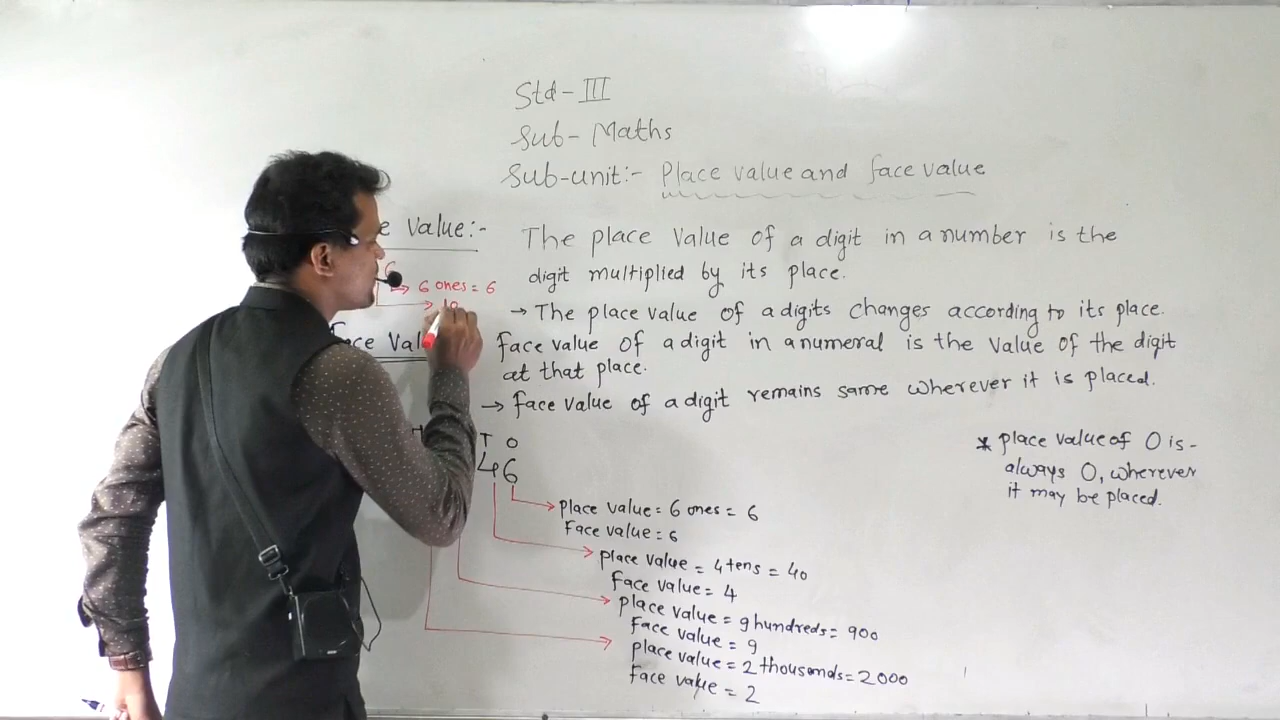 Std-III
Sub- Maths
Sub-unit:- Place value and face value
e Value:-
The place value of a digit in a number is the
digit multiplied by its place.
6
→ 6 ones = 6
→ 10
→ The place value of a digits changes according to its place.
face Val
face value of a digit in a numeral is the value of the digit
at that place.
→ face value of a digit remains same wherever it is placed.
T O
46
* place value of 0 is -
always 0, wherever
it may be placed.
place value = 6 ones = 6
Face value = 6
place value = 4 tens = 40
face value = 4
place value = 9 hundreds = 900
face value = 9
place value = 2 thousands = 2000
Face value = 2